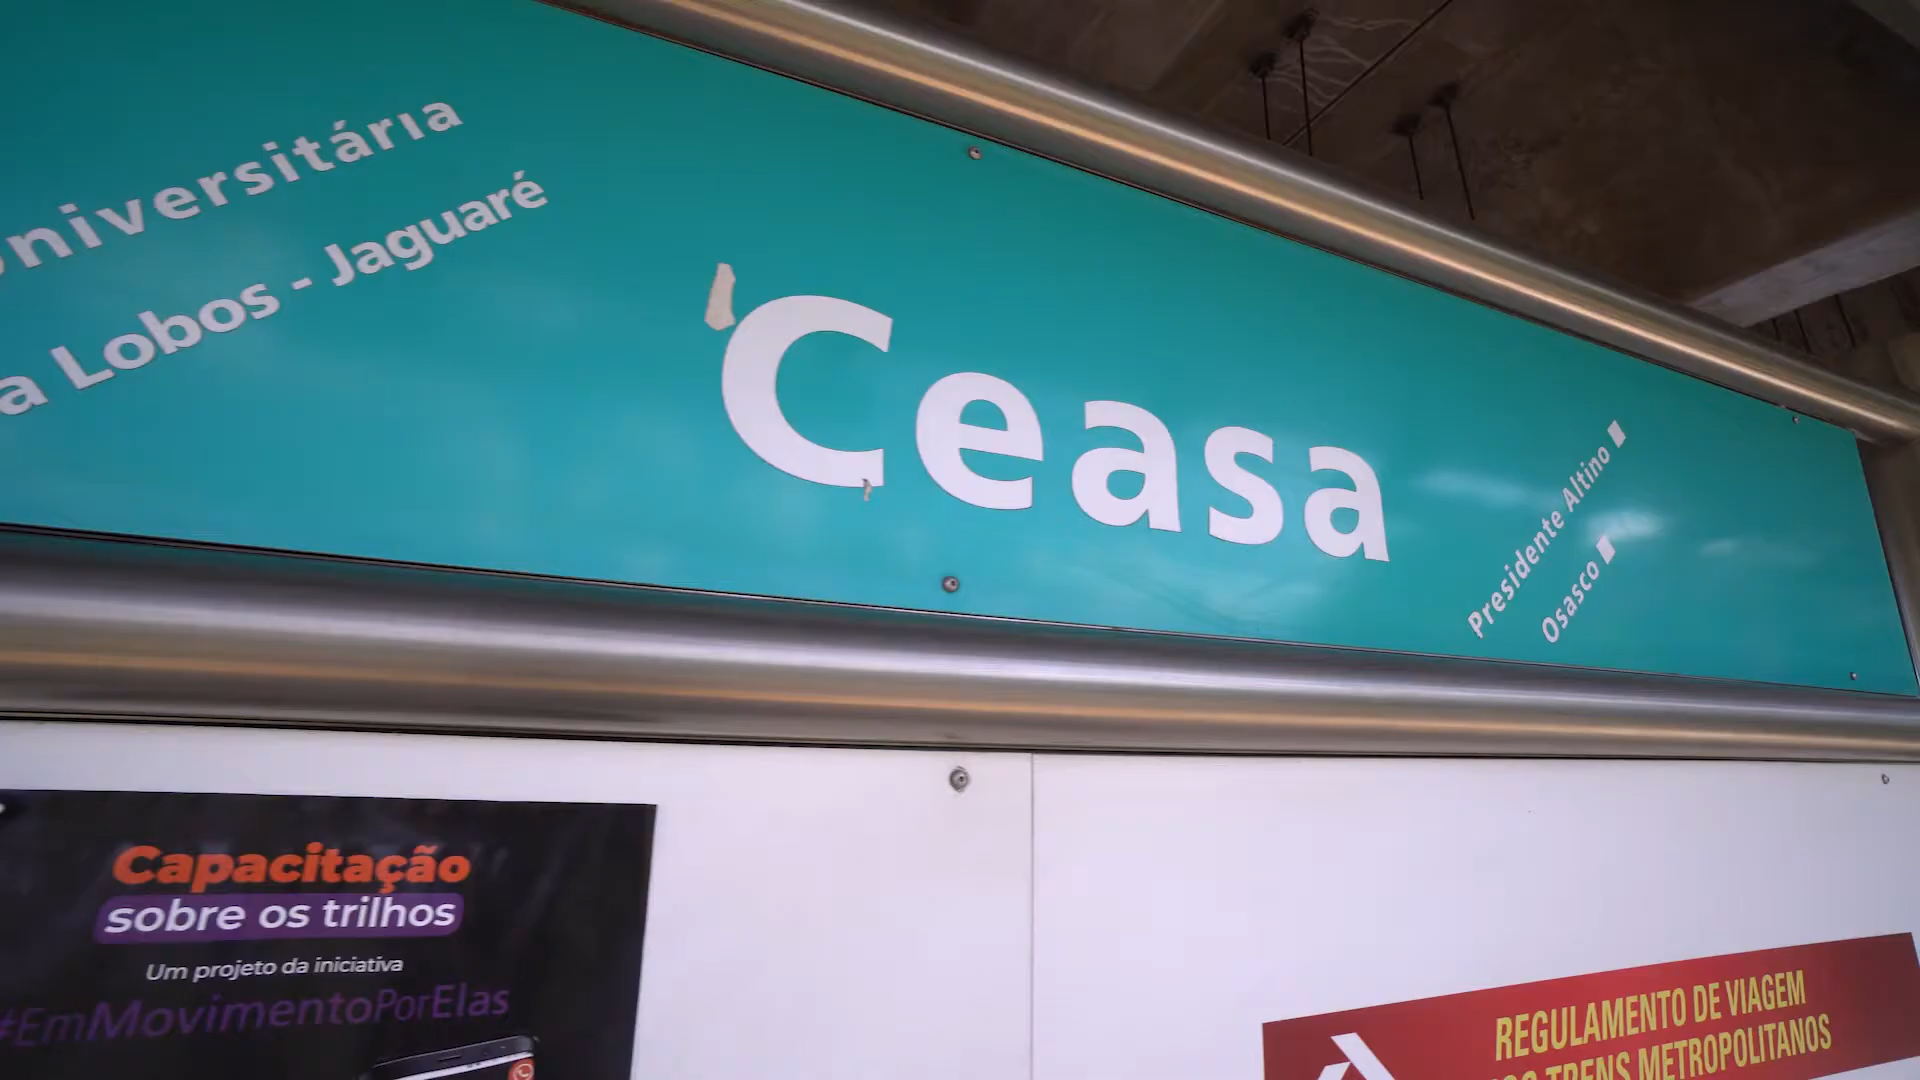 niversitária
a Lobos - Jaguaré
Ceasa
Presidente Altino
Osasco
Capacitação
sobre os trilhos
Um projeto da iniciativa
#EmMovimentoPorElas
REGULAMENTO DE VIAGEM
TRENS METROPOLITANOS